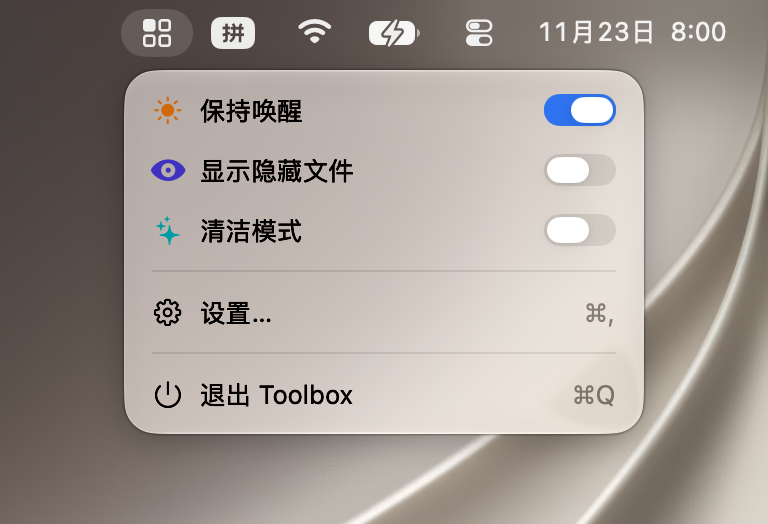 拼 11月23日 8:00
保持唤醒
显示隐藏文件
清洁模式
设置... ⌘,
退出 Toolbox ⌘Q